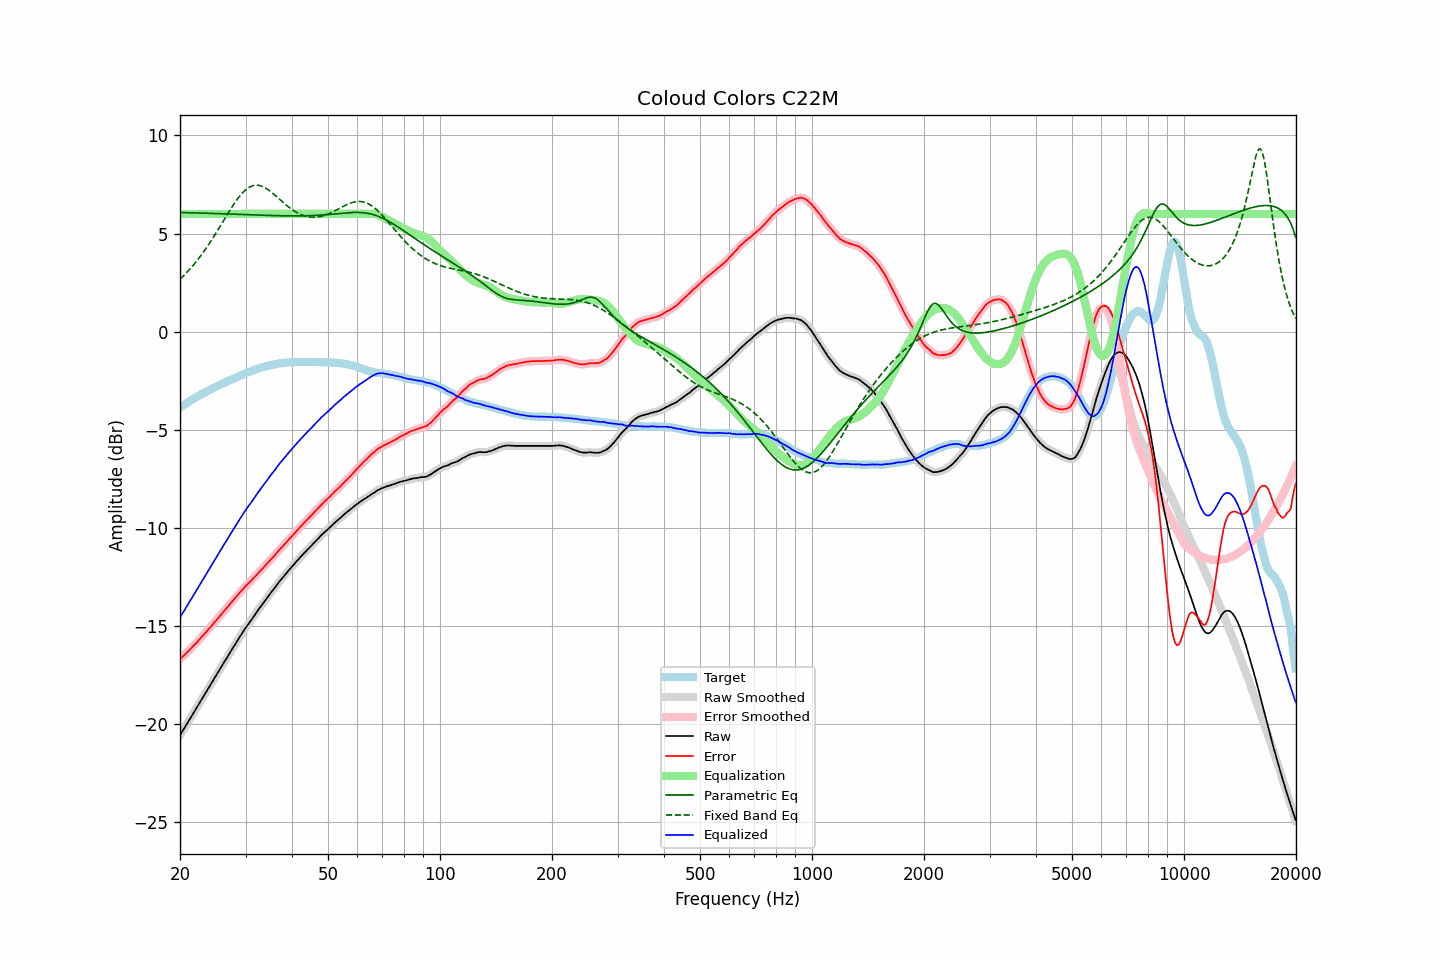 Coloud Colors C22M
10
5
0
−5
−10
−15
−20
−25
Amplitude (dBr)
20
50
100
200
500
1000
2000
5000
10000
20000
Frequency (Hz)
Target
Raw Smoothed
Error Smoothed
Raw
Error
Equalization
Parametric Eq
Fixed Band Eq
Equalized